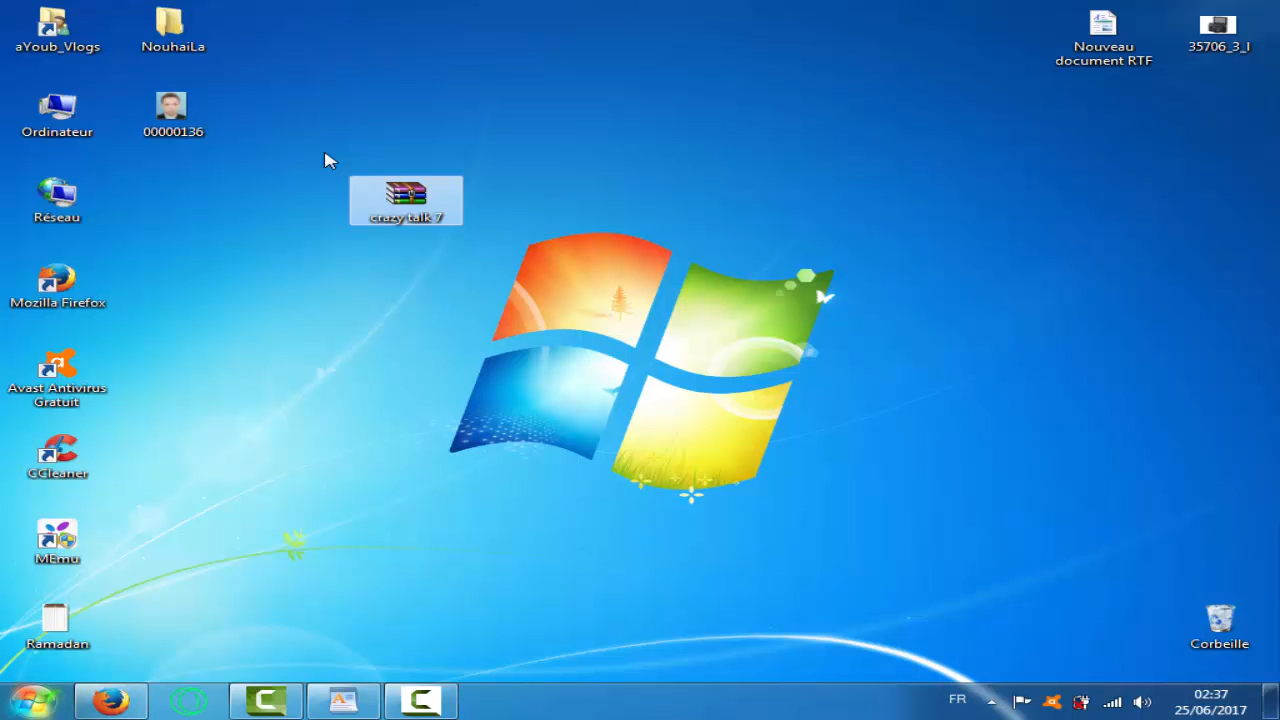 aYoub_Vlogs
NouhaiLa
Nouveau
document RTF
35706_3_l
Ordinateur
00000136
crazy talk 7
Réseau
Mozilla Firefox
Avast Antivirus
Gratuit
CCleaner
MEmu
Ramadan
Corbeille
FR
02:37
25/06/2017